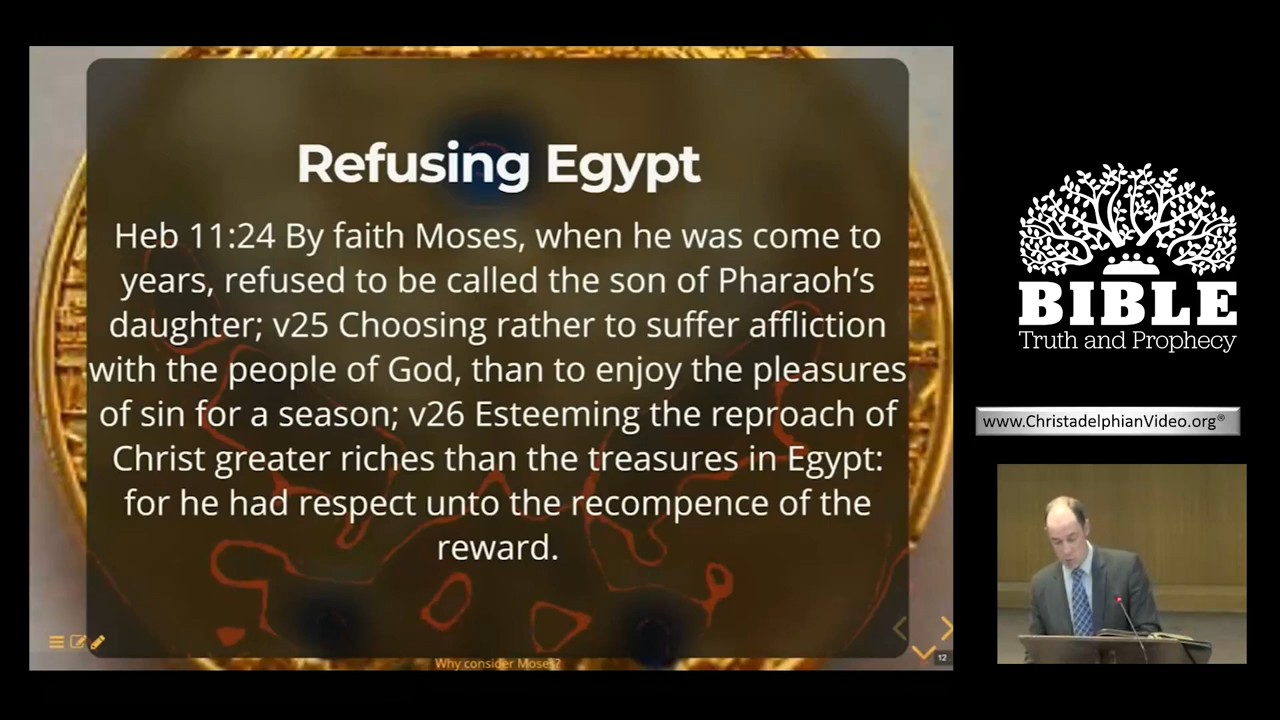 Refusing Egypt
Heb 11:24 By faith Moses, when he was come to
years, refused to be called the son of Pharaoh’s
daughter; v25 Choosing rather to suffer affliction
with the people of God, than to enjoy the pleasures
of sin for a season; v26 Esteeming the reproach of
Christ greater riches than the treasures in Egypt:
for he had respect unto the recompence of the
reward.
Why consider Moses?
12
BIBLE
Truth and Prophecy
www.ChristadelphianVideo.org®